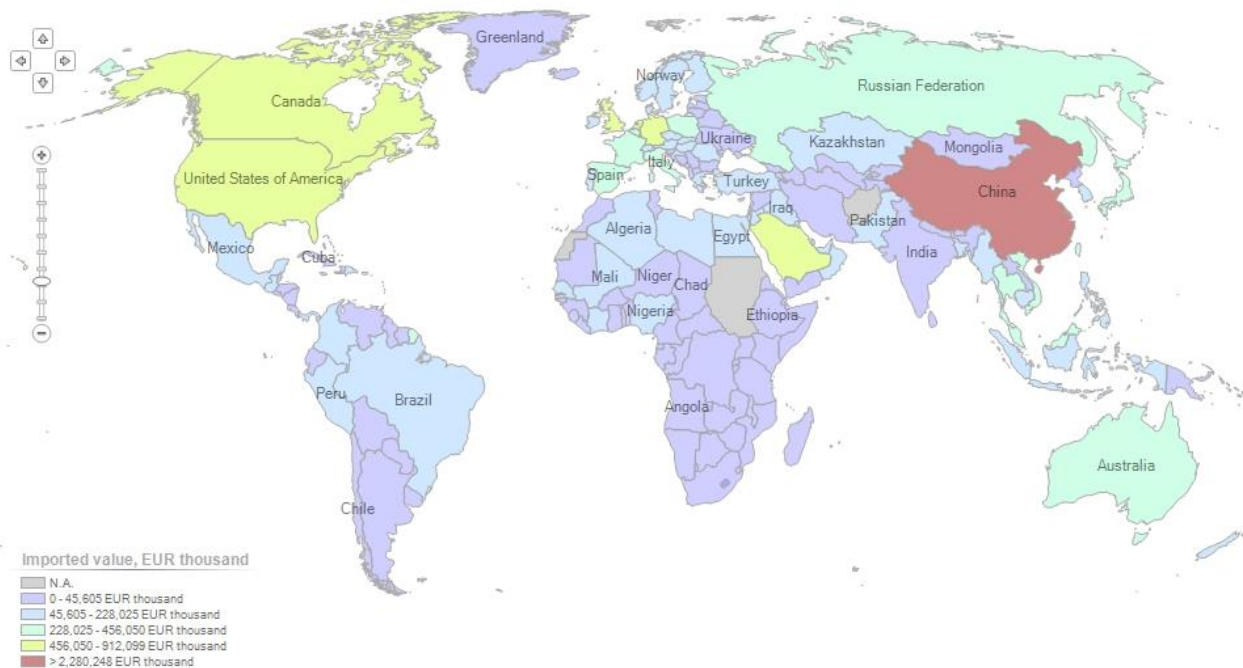 Greenland
Norway
Russian Federation
Canada
Ukraine
Kazakhstan
Mongolia
Italy
Spain
United States of America
Turkey
China
Iraq
Pakistan
Algeria
Egypt
Mexico
Cuba
India
Mali
Niger
Chad
Nigeria
Ethiopia
Peru
Brazil
Angola
Australia
Chile
Imported value, EUR thousand
N.A.
0 - 45,605 EUR thousand
45,605 - 228,025 EUR thousand
228,025 - 456,050 EUR thousand
456,050 - 912,099 EUR thousand
> 2,280,248 EUR thousand